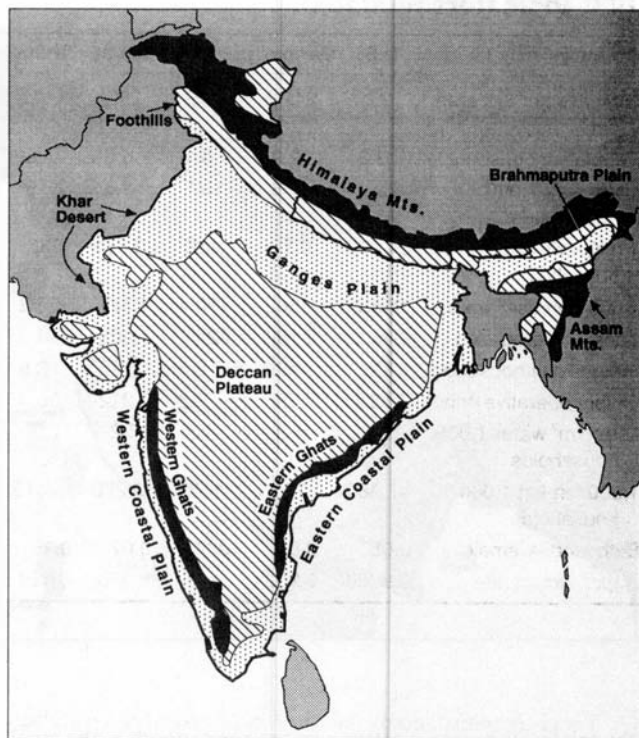 Foothills
Himalaya Mts.
Brahmaputra Plain
Khar
Desert
Ganges Plain
Assam
Mts.
Deccan
Plateau
Western Ghats
Western Coastal Plain
Eastern Ghats
Eastern Coastal Plain